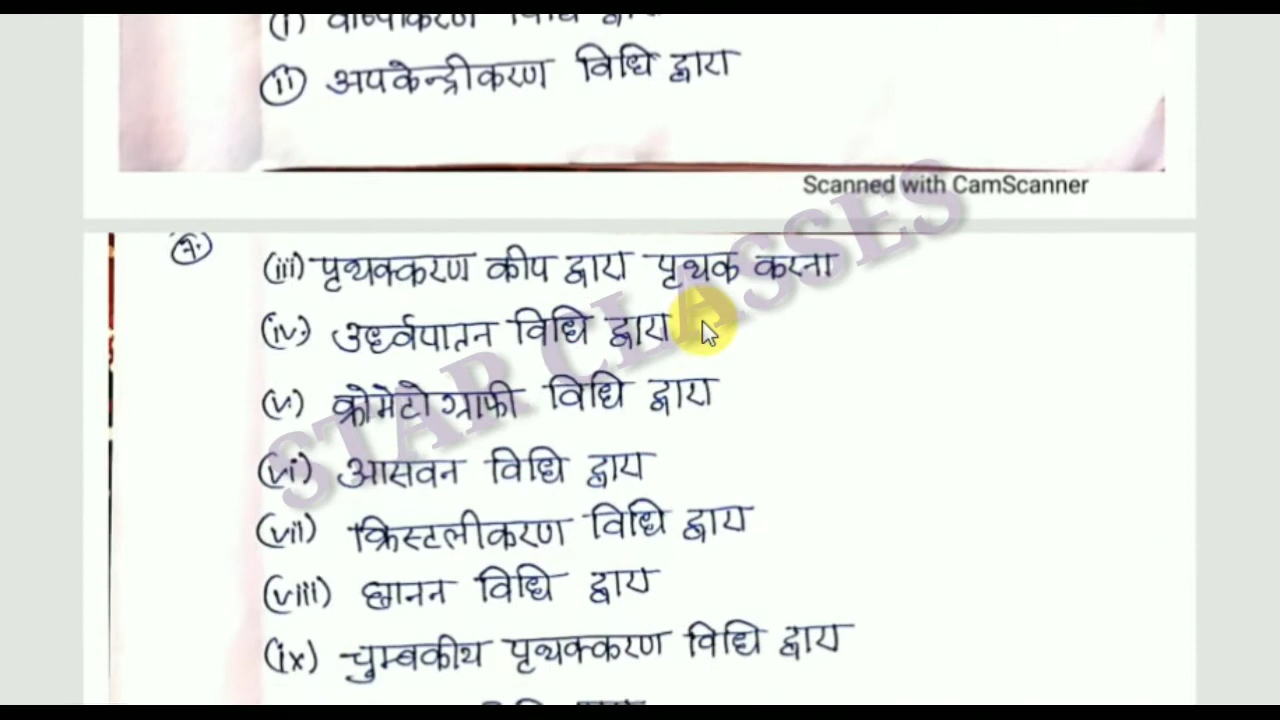 (i) वाष्पीकरण विधि द्वारा
(ii) अपकेन्द्रीकरण विधि द्वारा
Scanned with CamScanner
7.
(iii) पृथक्करण कीप द्वारा पृथक करना
(iv) उर्ध्वपातन विधि द्वारा
(v) क्रोमेटोग्राफी विधि द्वारा
(vi) आसवन विधि द्वारा
(vii) क्रिस्टलीकरण विधि द्वारा
(viii) छानन विधि द्वारा
(ix) चुम्बकीय पृथक्करण विधि द्वारा
STAR CLASSES